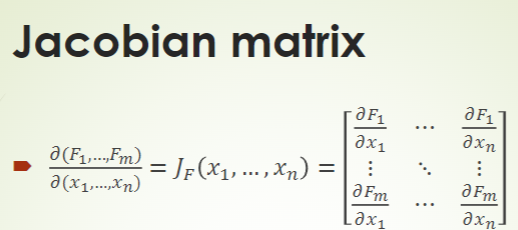 Jacobian matrix
∂(F₁,…,Fₘ)/∂(x₁,…,xₙ) = J_F(x₁, … , xₙ) = [∂F₁/∂x₁ ⋯ ∂F₁/∂xₙ
⋮ ⋱ ⋮
∂Fₘ/∂x₁ ⋯ ∂Fₘ/∂xₙ]